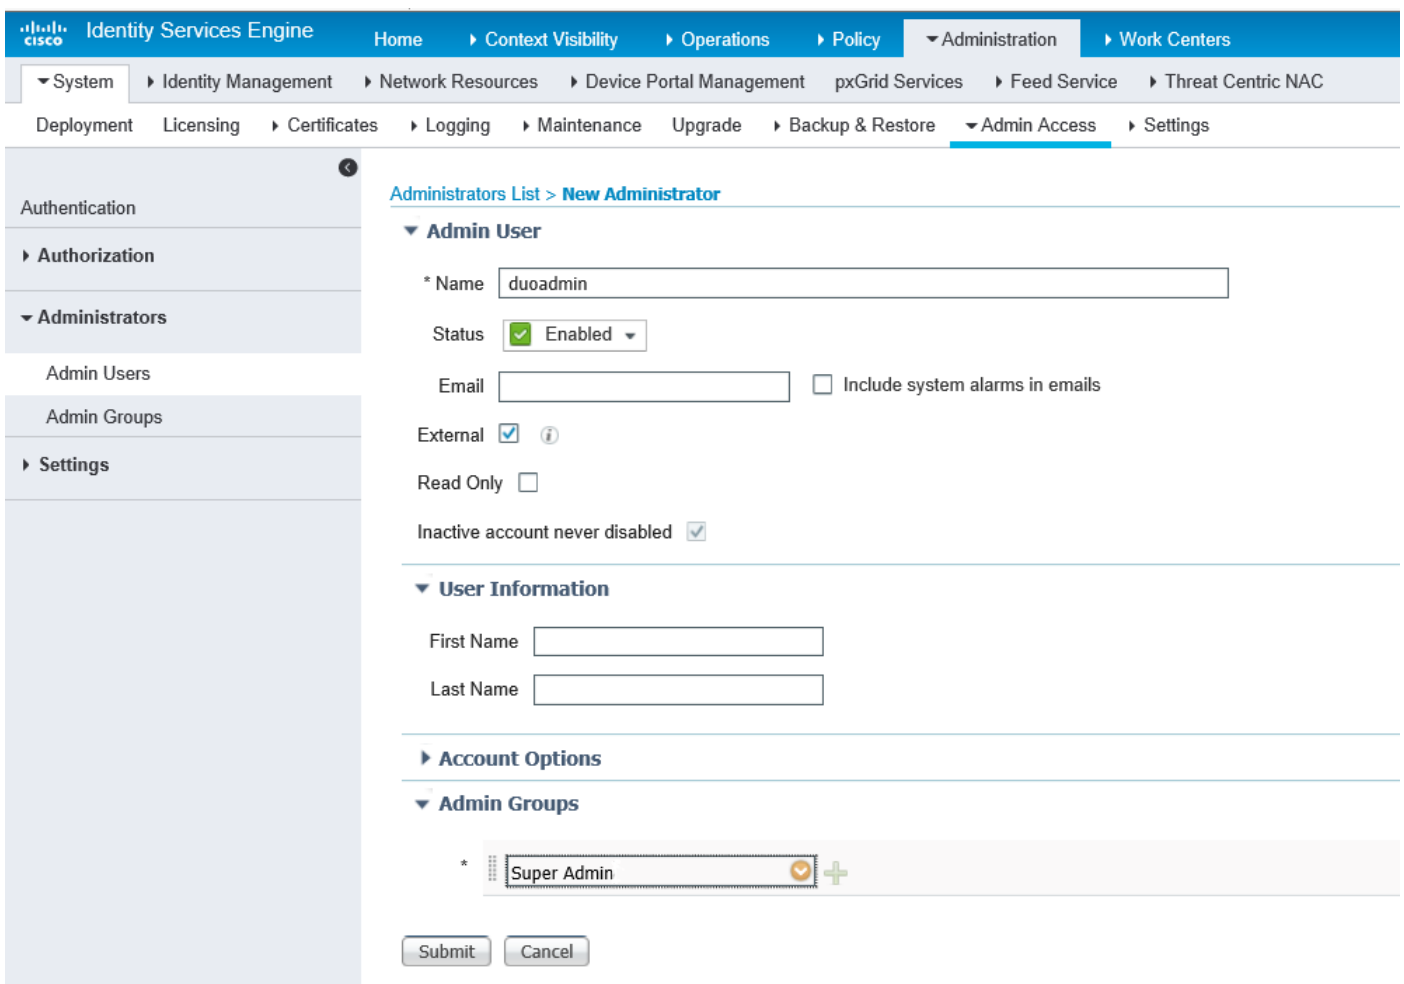 cisco Identity Services Engine Home Context Visibility Operations Policy Administration Work Centers
System Identity Management Network Resources Device Portal Management pxGrid Services Feed Service Threat Centric NAC
Deployment Licensing Certificates Logging Maintenance Upgrade Backup & Restore Admin Access Settings
Authentication
Authorization
Administrators
Admin Users
Admin Groups
Settings
Administrators List > New Administrator
Admin User
* Name duoadmin
Status Enabled
Email Include system alarms in emails
External i
Read Only
Inactive account never disabled
User Information
First Name
Last Name
Account Options
Admin Groups
* Super Admin
Submit Cancel